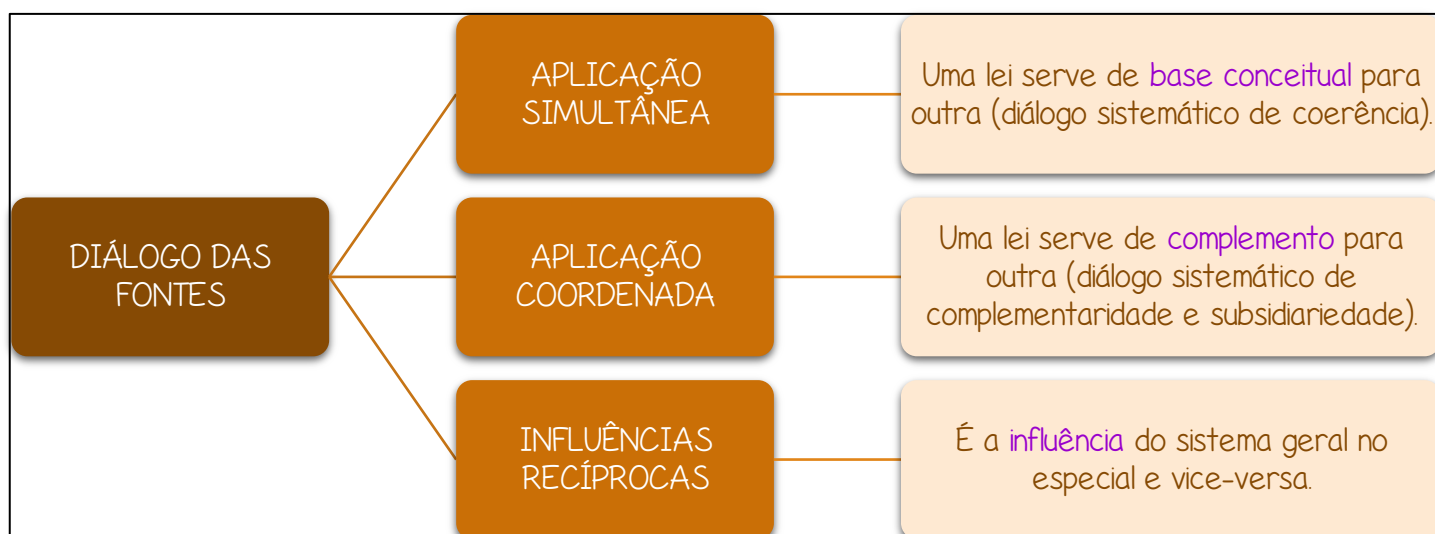 DIÁLOGO DAS
FONTES
APLICAÇÃO
SIMULTÂNEA
Uma lei serve de base conceitual para
outra (diálogo sistemático de coerência).
APLICAÇÃO
COORDENADA
Uma lei serve de complemento para
outra (diálogo sistemático de
complementaridade e subsidiariedade).
INFLUÊNCIAS
RECÍPROCAS
É a influência do sistema geral no
especial e vice-versa.